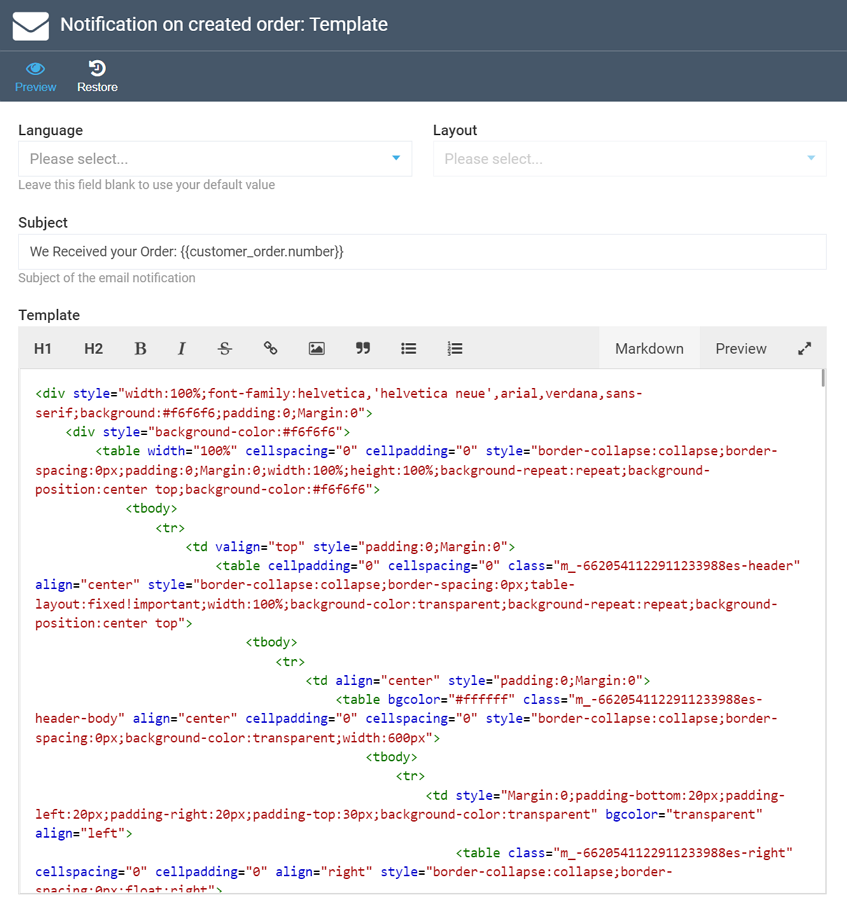 Notification on created order: Template
Preview Restore
Language Layout
Please select... Please select...
Leave this field blank to use your default value
Subject
We Received your Order: {{customer_order.number}}
Subject of the email notification
Template
H1 H2 B I S Markdown Preview
<div style="width:100%;font-family:helvetica,'helvetica neue',arial,verdana,sans-
serif;background:#f6f6f6;padding:0;Margin:0">
<div style="background-color:#f6f6f6">
<table width="100%" cellspacing="0" cellpadding="0" style="border-collapse:collapse;border-
spacing:0px;padding:0;Margin:0;width:100%;height:100%;background-repeat:repeat;background-
position:center top;background-color:#f6f6f6">
<tbody>
<tr>
<td valign="top" style="padding:0;Margin:0">
<table cellpadding="0" cellspacing="0" class="m_-6620541122911233988es-header"
align="center" style="border-collapse:collapse;border-spacing:0px;table-
layout:fixed!important;width:100%;background-color:transparent;background-repeat:repeat;background-
position:center top">
<tbody>
<tr>
<td align="center" style="padding:0;Margin:0">
<table bgcolor="#ffffff" class="m_-6620541122911233988es-
header-body" align="center" cellpadding="0" cellspacing="0" style="border-collapse:collapse;border-
spacing:0px;background-color:transparent;width:600px">
<tbody>
<tr>
<td style="Margin:0;padding-bottom:20px;padding-
left:20px;padding-right:20px;padding-top:30px;background-color:transparent" bgcolor="transparent"
align="left">
<table class="m_-6620541122911233988es-right"
cellspacing="0" cellpadding="0" align="right" style="border-collapse:collapse;border-
spacing:0px;float:right">